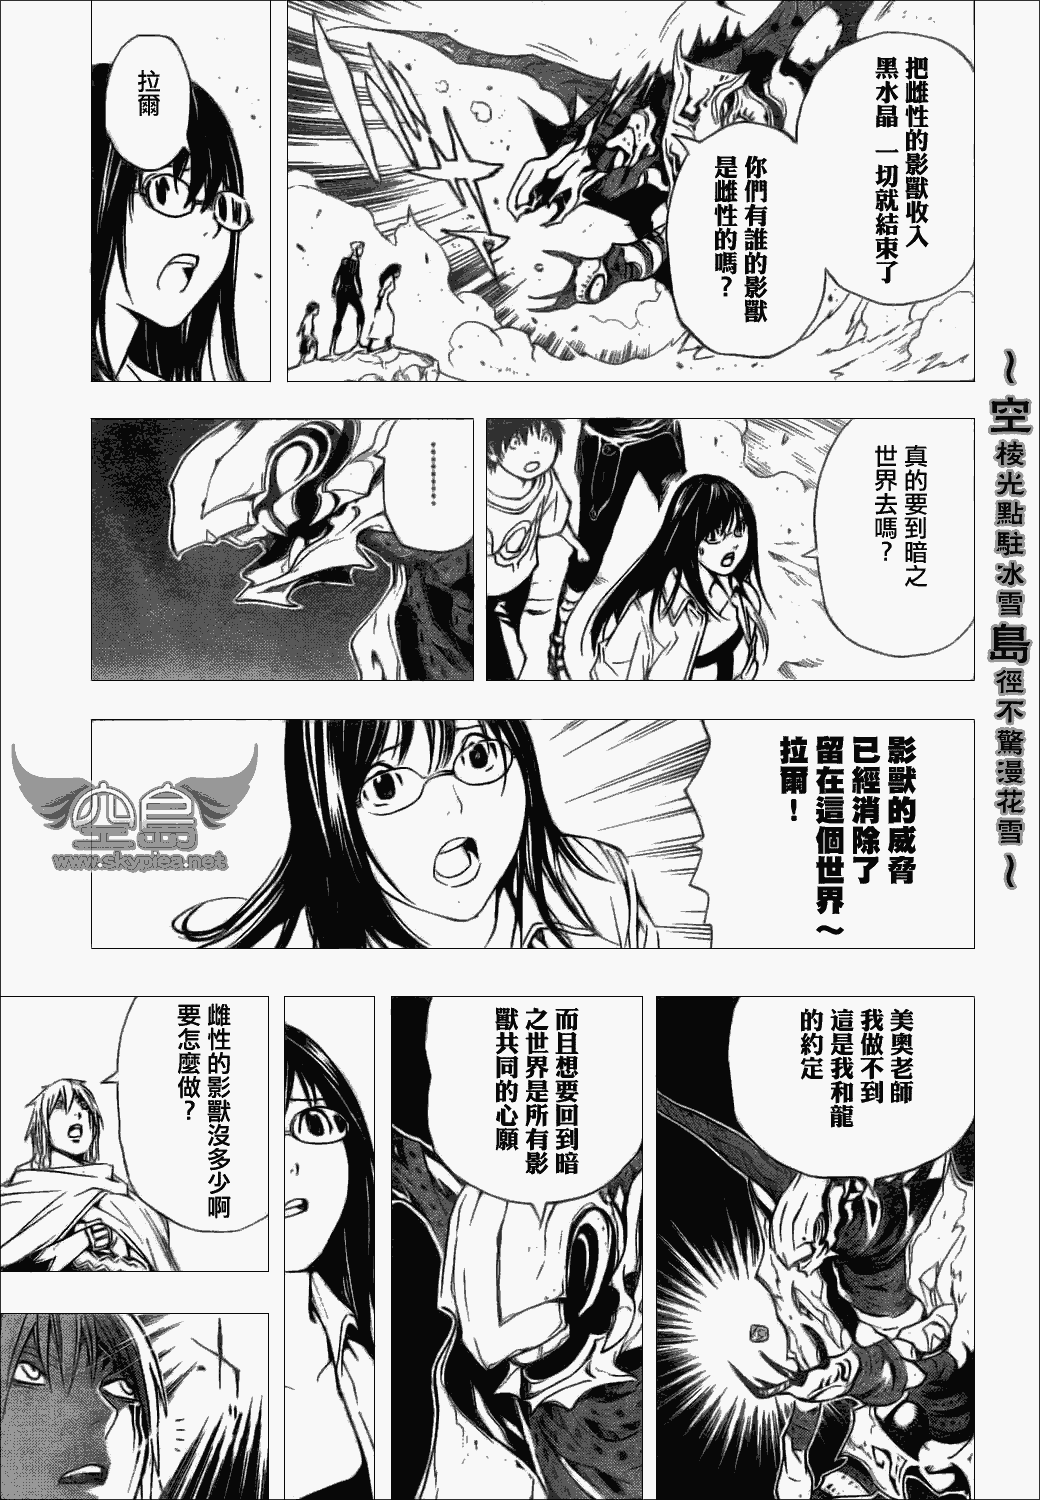 把雌性的影獸收入
黑水晶 一切就結束了
你們有誰的影獸
是雌性的嗎？
拉爾
真的要到暗之
世界去嗎？
………
影獸的威脅
已經消除了
留在這個世界～
拉爾！
美奧老師
我做不到
這是我和龍
的約定
而且想要回到暗
之世界是所有影
獸共同的心願
雌性的影獸沒多少啊
要怎麼做？
～空棱光點駐冰雪島徑不驚漫花雪～
空島
www.skypiea.net